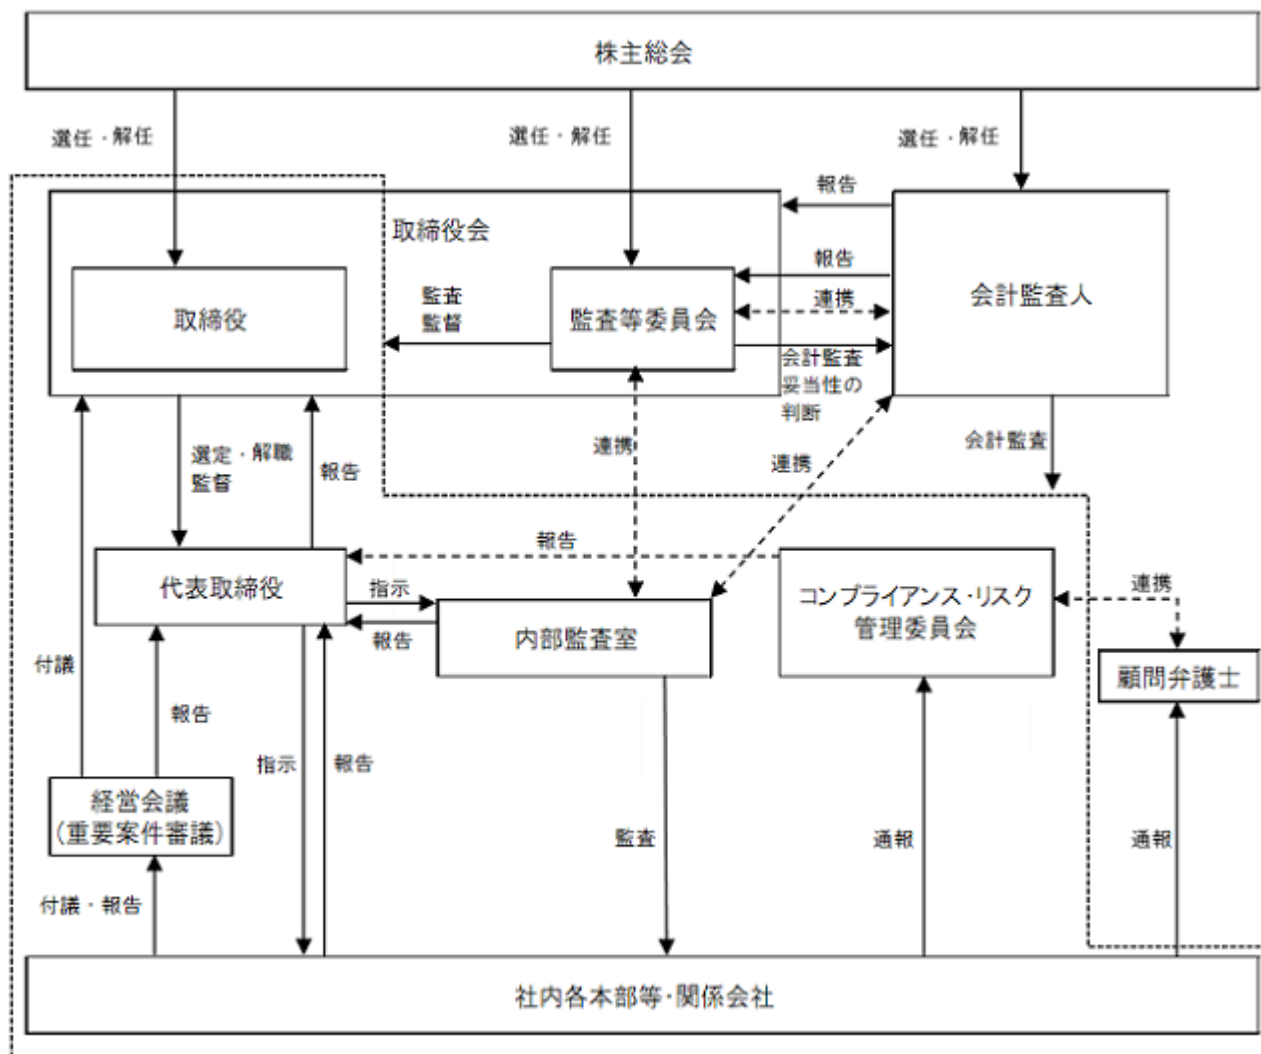 株主総会
選任・解任
選任・解任
選任・解任
報告
取締役会
報告
取締役
監査
監督
監査等委員会
連携
会計監査人
会計監査
妥当性の
判断
選定・解職
監督
報告
連携
連携
会計監査
報告
代表取締役
指示
報告
内部監査室
コンプライアンス・リスク
管理委員会
連携
顧問弁護士
付議
報告
指示
報告
経営会議
（重要案件審議）
監査
通報
通報
付議・報告
社内各本部等・関係会社